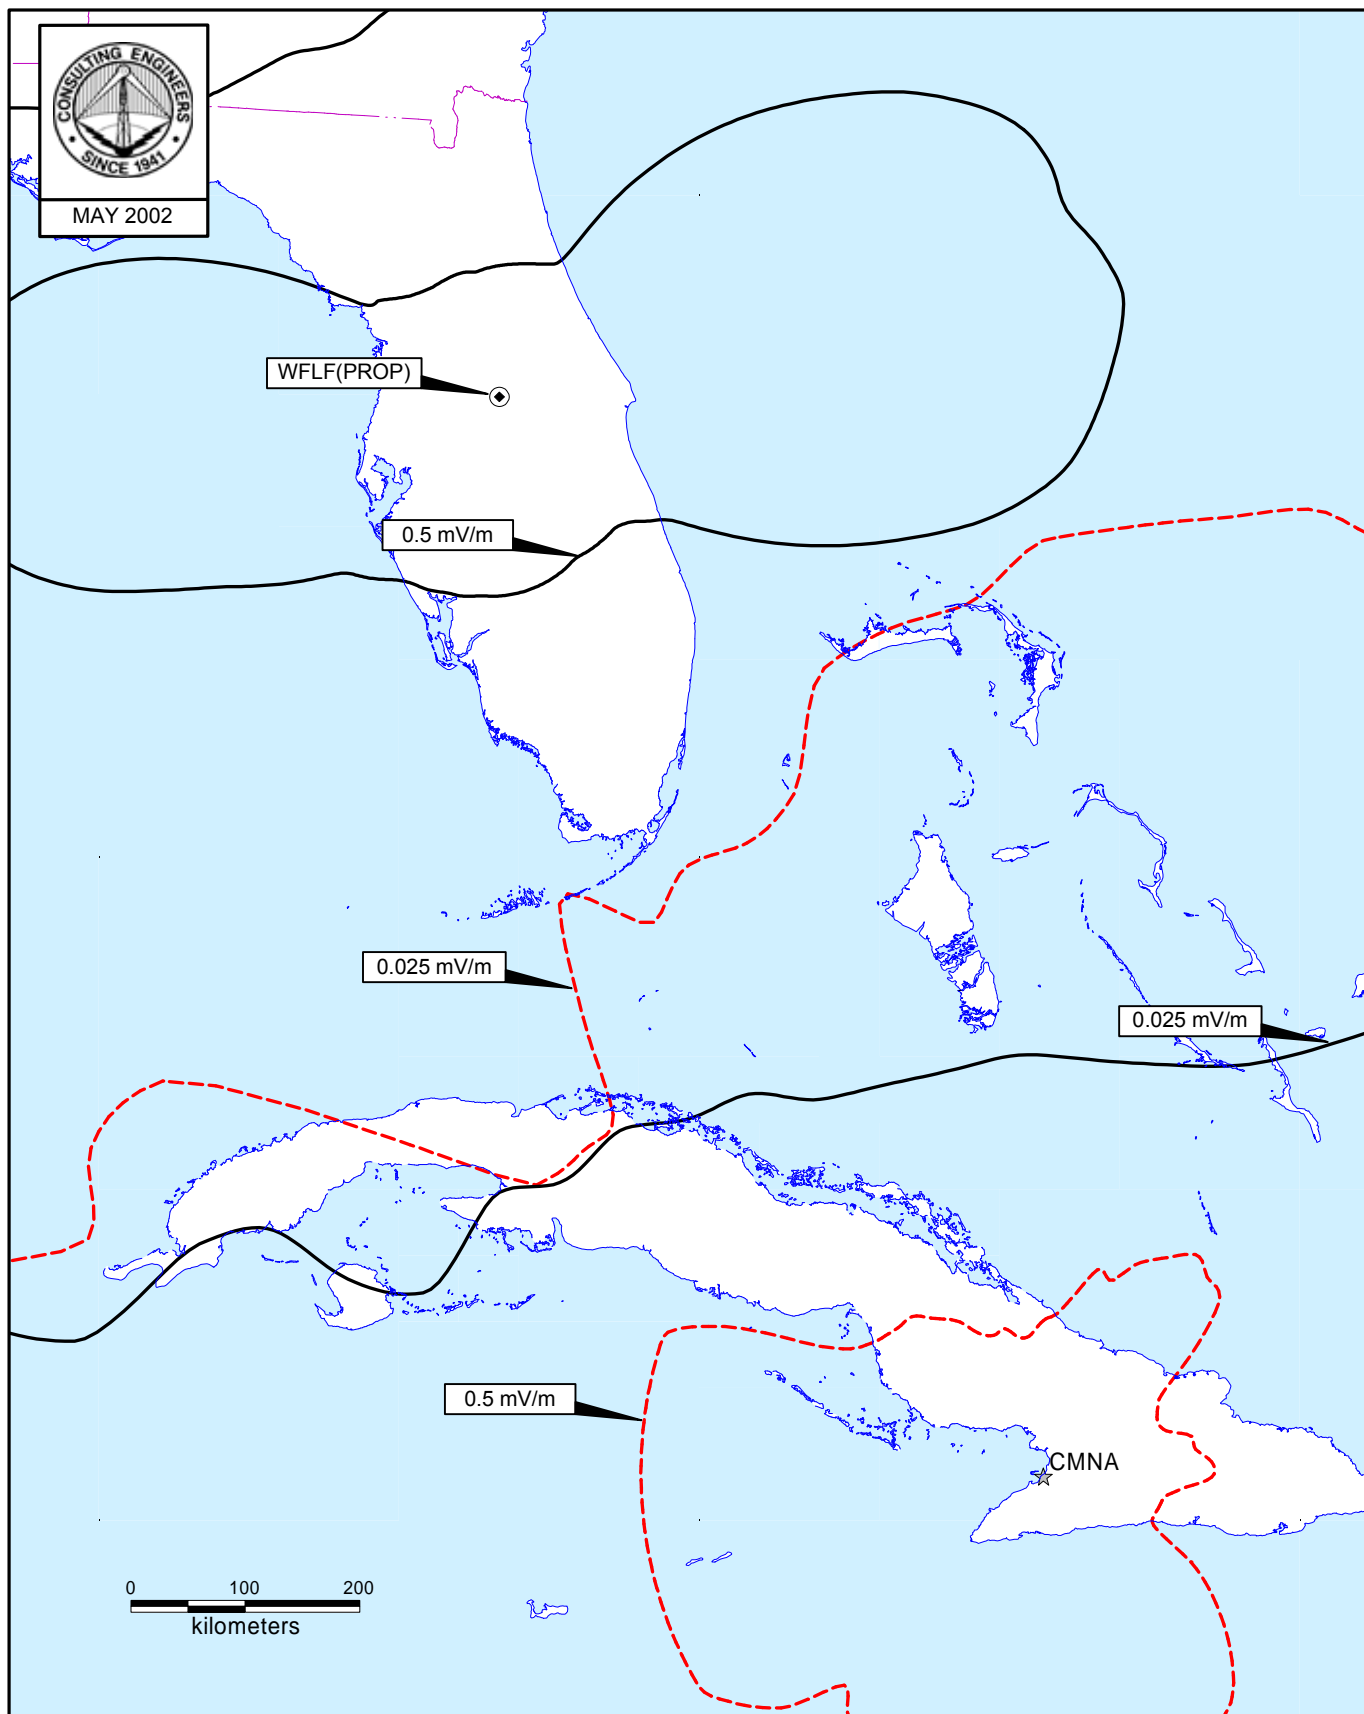 CONSULTING ENGINEERS
• SINCE 1941 •
MAY 2002
WFLF(PROP)
0.5 mV/m
0.025 mV/m
0.025 mV/m
0.5 mV/m
CMNA
0 100 200
kilometers